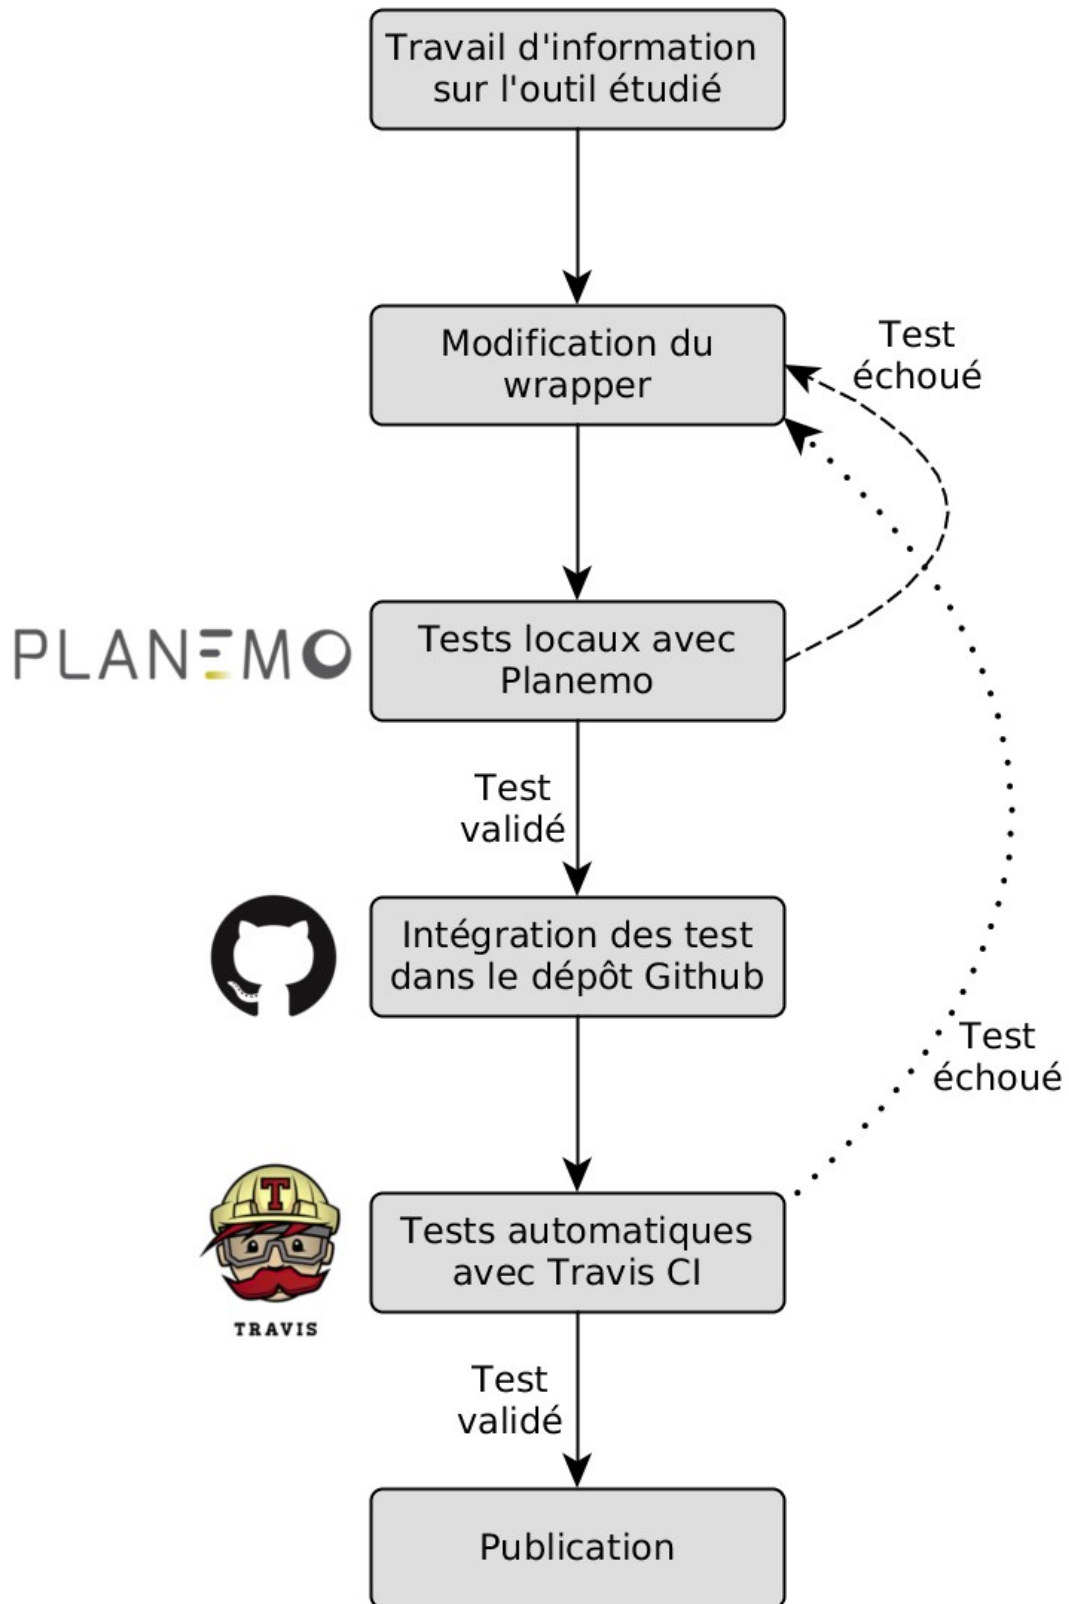 Travail d'information
sur l'outil étudié
Modification du
wrapper
Test
échoué
PLANEMO
Tests locaux avec
Planemo
Test
validé
Intégration des test
dans le dépôt Github
Test
échoué
T
Tests automatiques
avec Travis CI
TRAVIS
Test
validé
Publication